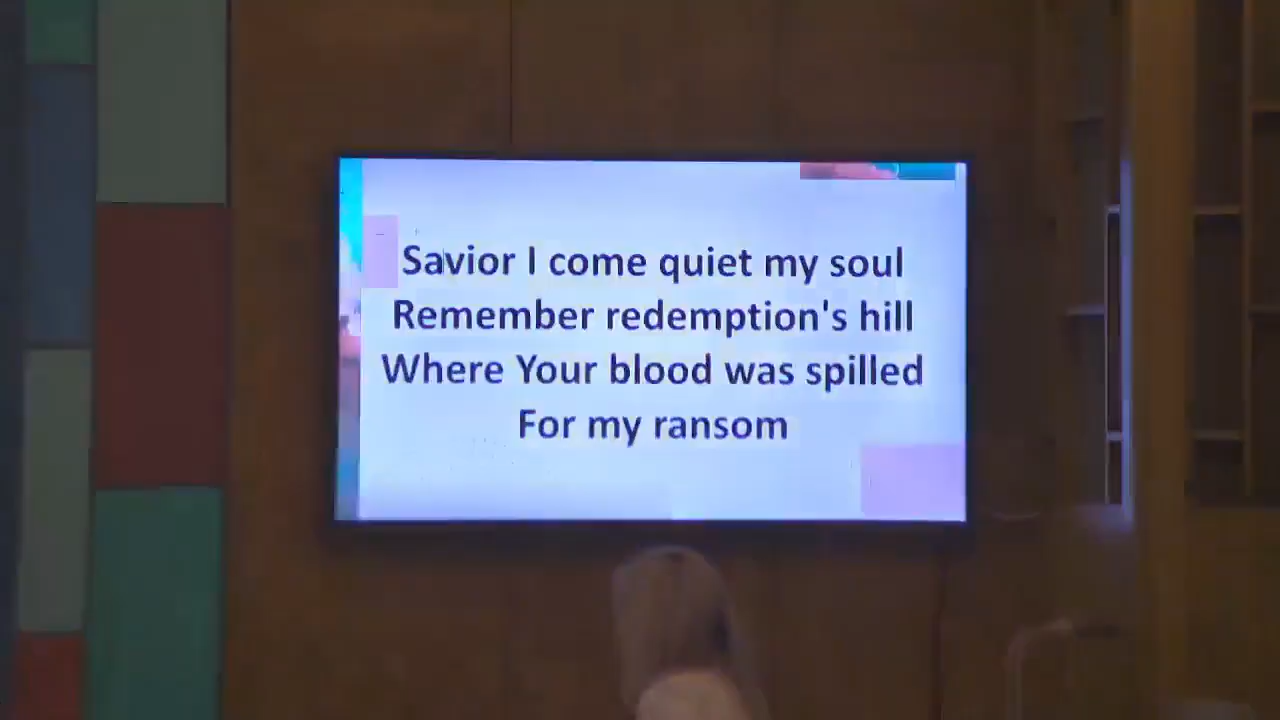 Savior I come quiet my soul
Remember redemption's hill
Where Your blood was spilled
For my ransom